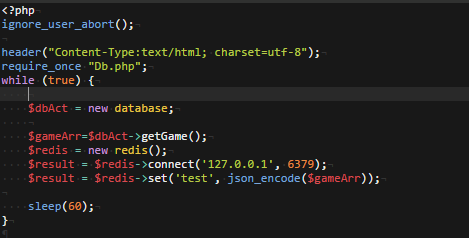 <?php
ignore_user_abort();

header("Content-Type:text/html; charset=utf-8");
require_once "Db.php";
while (true) {

    $dbAct = new database;

    $gameArr=$dbAct->getGame();
    $redis = new redis();
    $result = $redis->connect('127.0.0.1', 6379);
    $result = $redis->set('test', json_encode($gameArr));

    sleep(60);
}